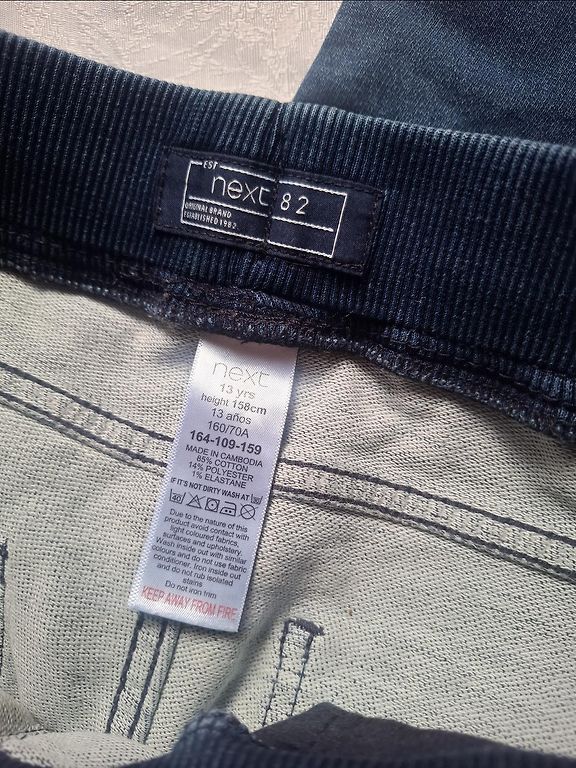 EST
next 82
ORIGINAL BRAND
ESTABLISHED 1982
next
13 yrs
height 158cm
13 años
160/70A
164-109-159
MADE IN CAMBODIA
85% COTTON
14% POLYESTER
1% ELASTANE
IF IT'S NOT DIRTY WASH AT 30
40
Due to the nature of this
product avoid contact with
light coloured fabrics,
surfaces and upholstery.
Wash inside out with similar
colours and do not use fabric
conditioner. Iron inside out
and do not rub isolated
stains
Do not iron trim
KEEP AWAY FROM FIRE